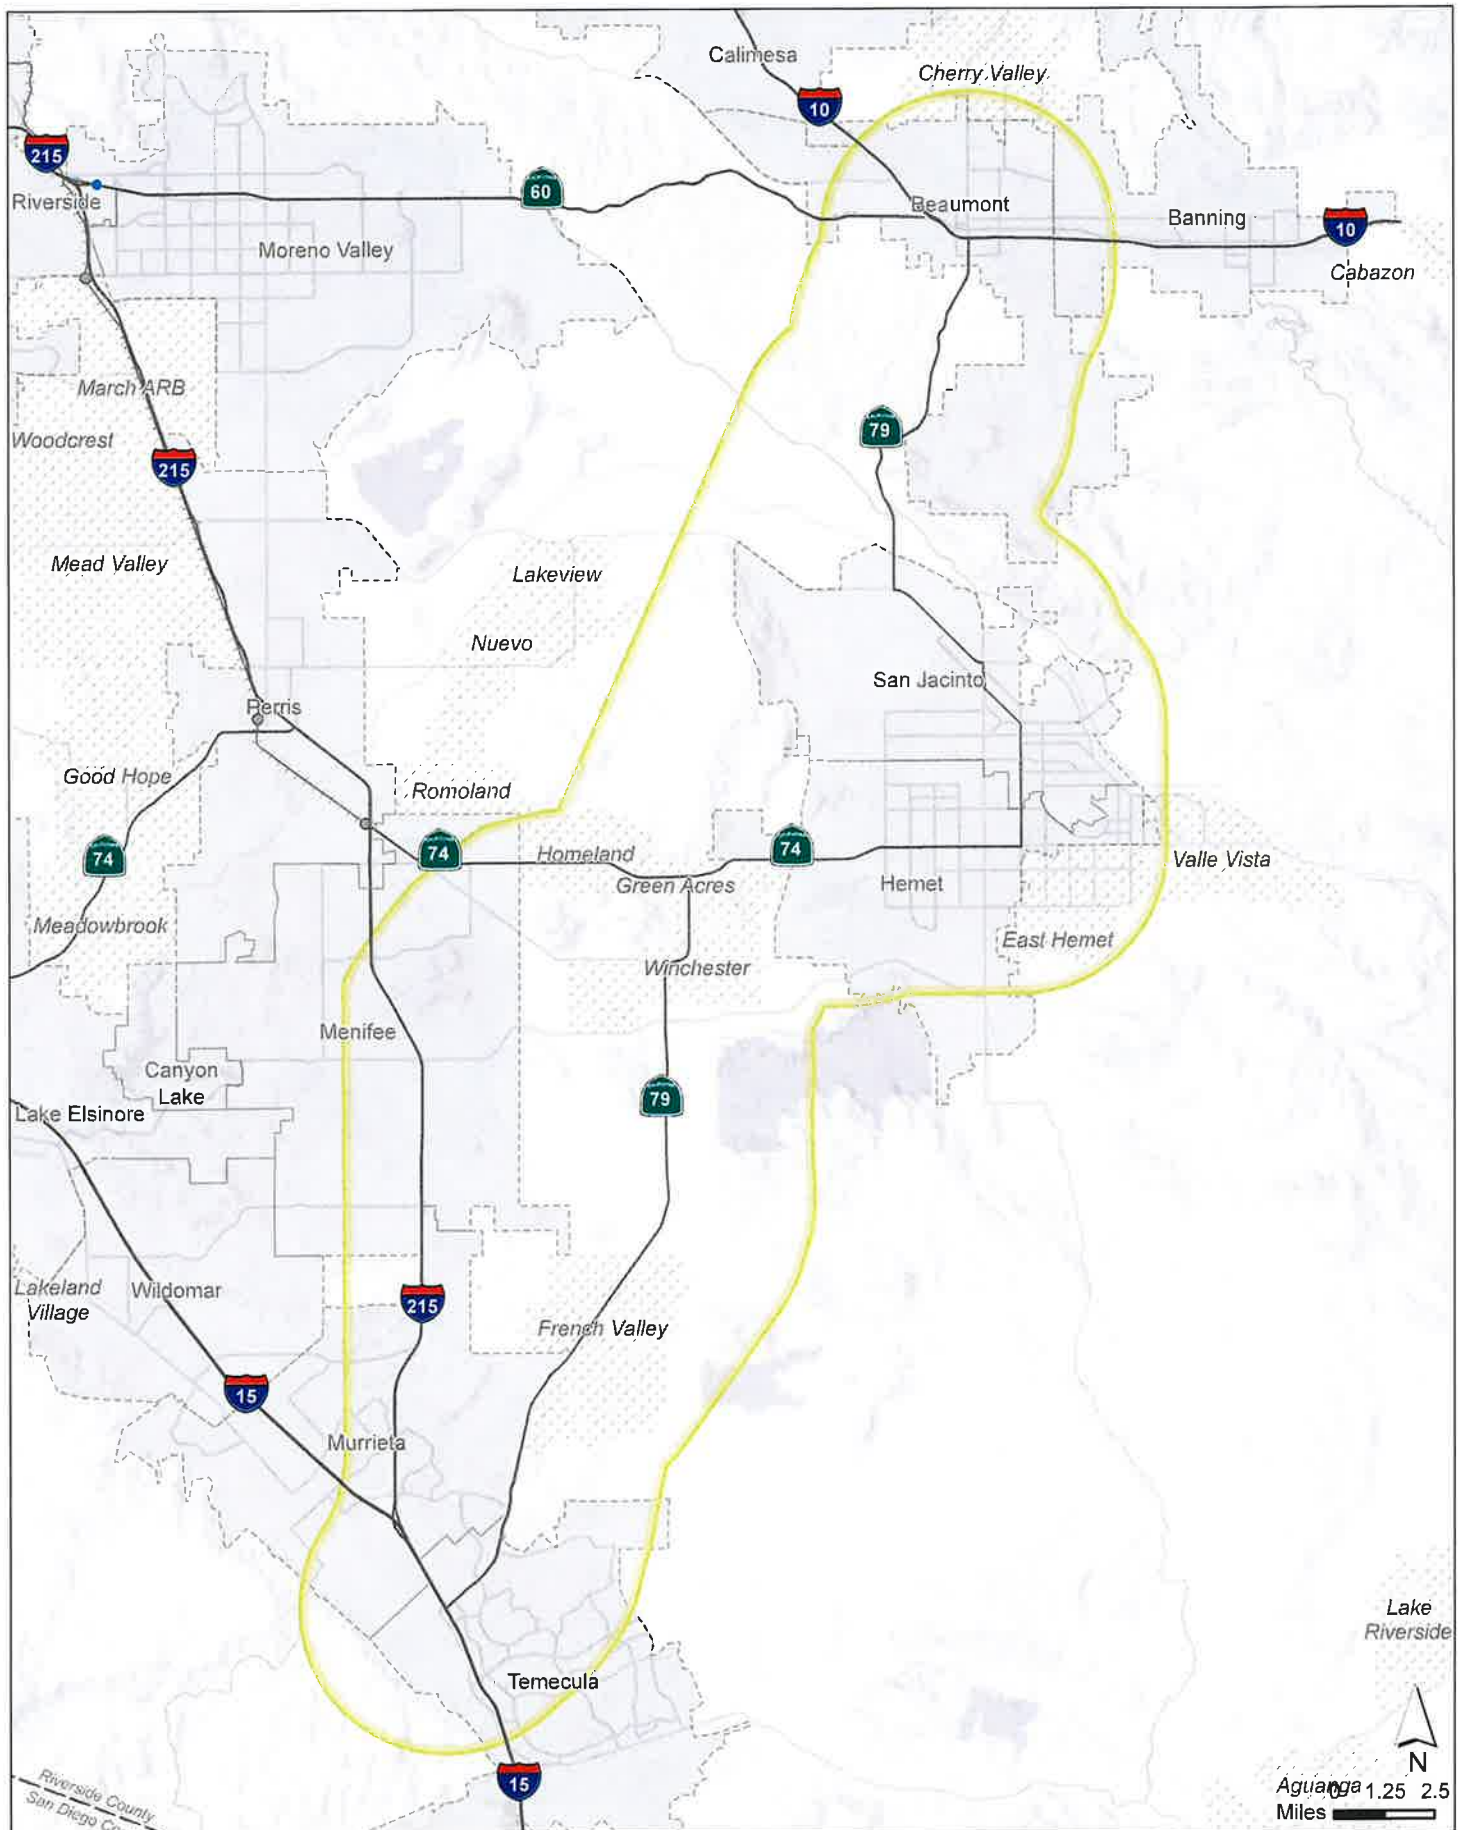 Calimesa
Cherry Valley
10
215
60
Riverside
Beaumont
Banning
10
Moreno Valley
Cabazon
March ARB
79
Woodcrest
215
Mead Valley
Lakeview
Nuevo
San Jacinto
Perris
Good Hope
Romoland
74
74
Homeland
74
Valle Vista
Green Acres
Hemet
Meadowbrook
East Hemet
Winchester
Menifee
Canyon
Lake
79
Lake Elsinore
Lakeland
Village
Wildomar
215
French Valley
15
Murrieta
Lake
Riverside
Temecula
N
15
Riverside County
San Diego Co
Aguanga
0 1.25 2.5
Miles